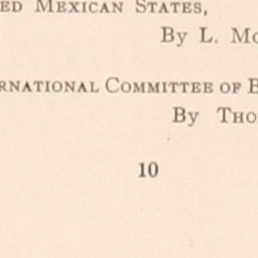 ED MEXICAN STATES,
By L. Mo
RNATIONAL COMMITTEE OF B
By THO
10